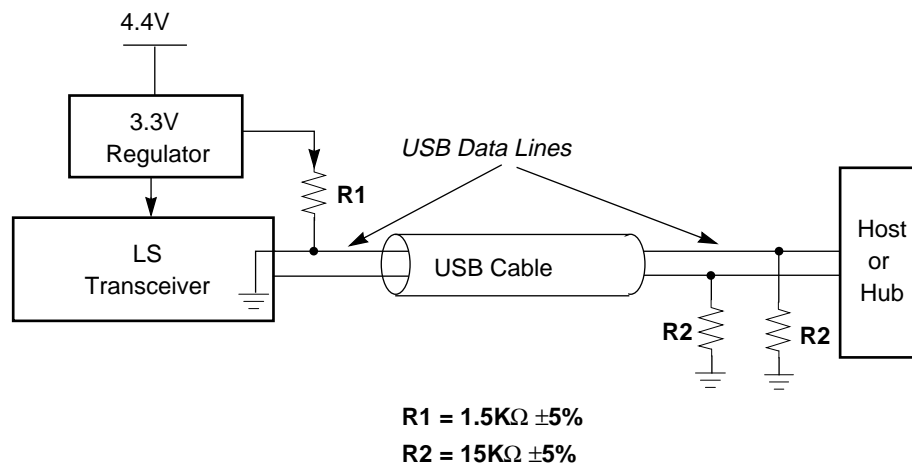 4.4V
3.3V
Regulator
USB Data Lines
R1
LS
Transceiver
USB Cable
Host
or
Hub
R2
R2
R1 = 1.5KΩ ±5%
R2 = 15KΩ ±5%